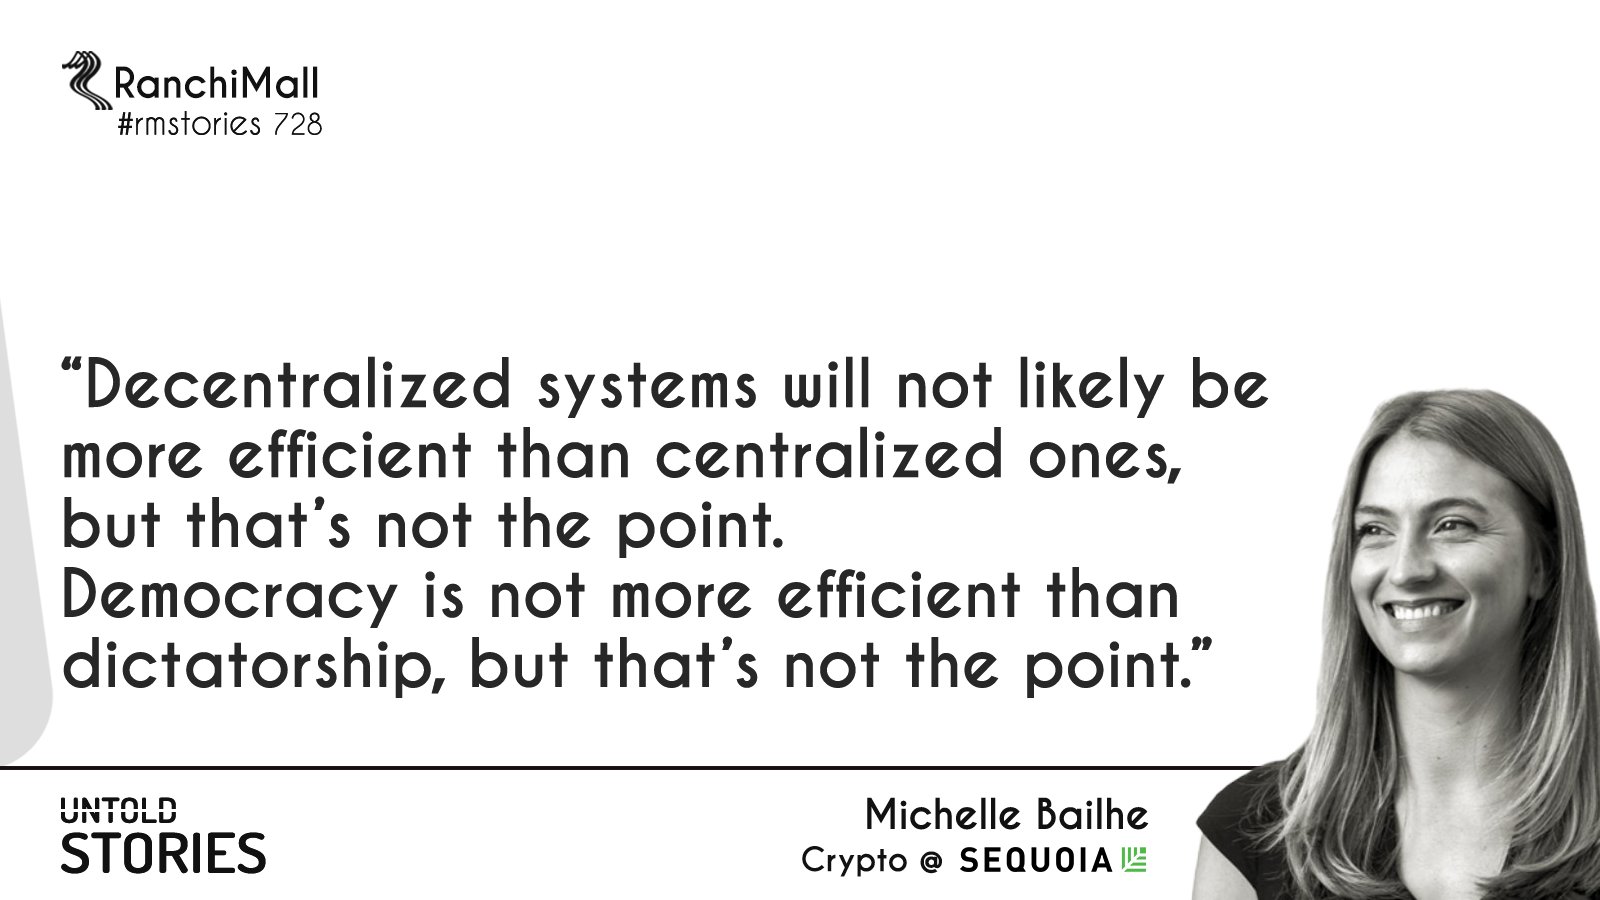 RanchiMall
#rmstories 728
“Decentralized systems will not likely be
more efficient than centralized ones,
but that’s not the point.
Democracy is not more efficient than
dictatorship, but that’s not the point.”
UNTOLD
STORIES
Michelle Bailhe
Crypto @ SEQUOIA